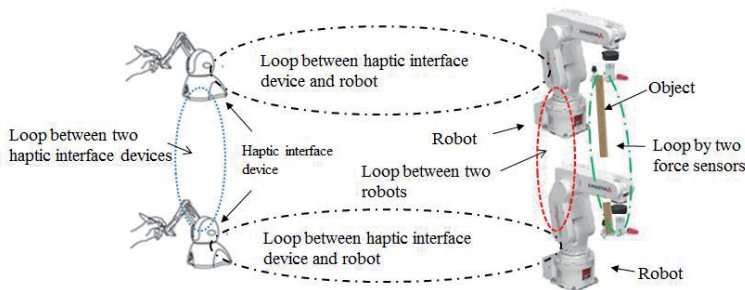 Loop between haptic interface
device and robot
Object
Robot
Loop between two
haptic interface devices
Haptic interface
device
Loop between two
robots
Loop by two
force sensors
Loop between haptic interface
device and robot
Robot